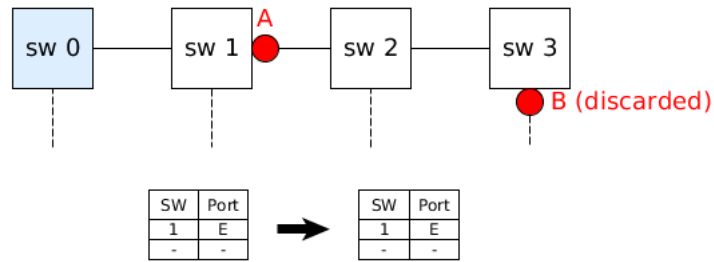 A
sw 0 sw 1 sw 2 sw 3
B (discarded)
SW Port SW Port
1 E 1 E
- - - -